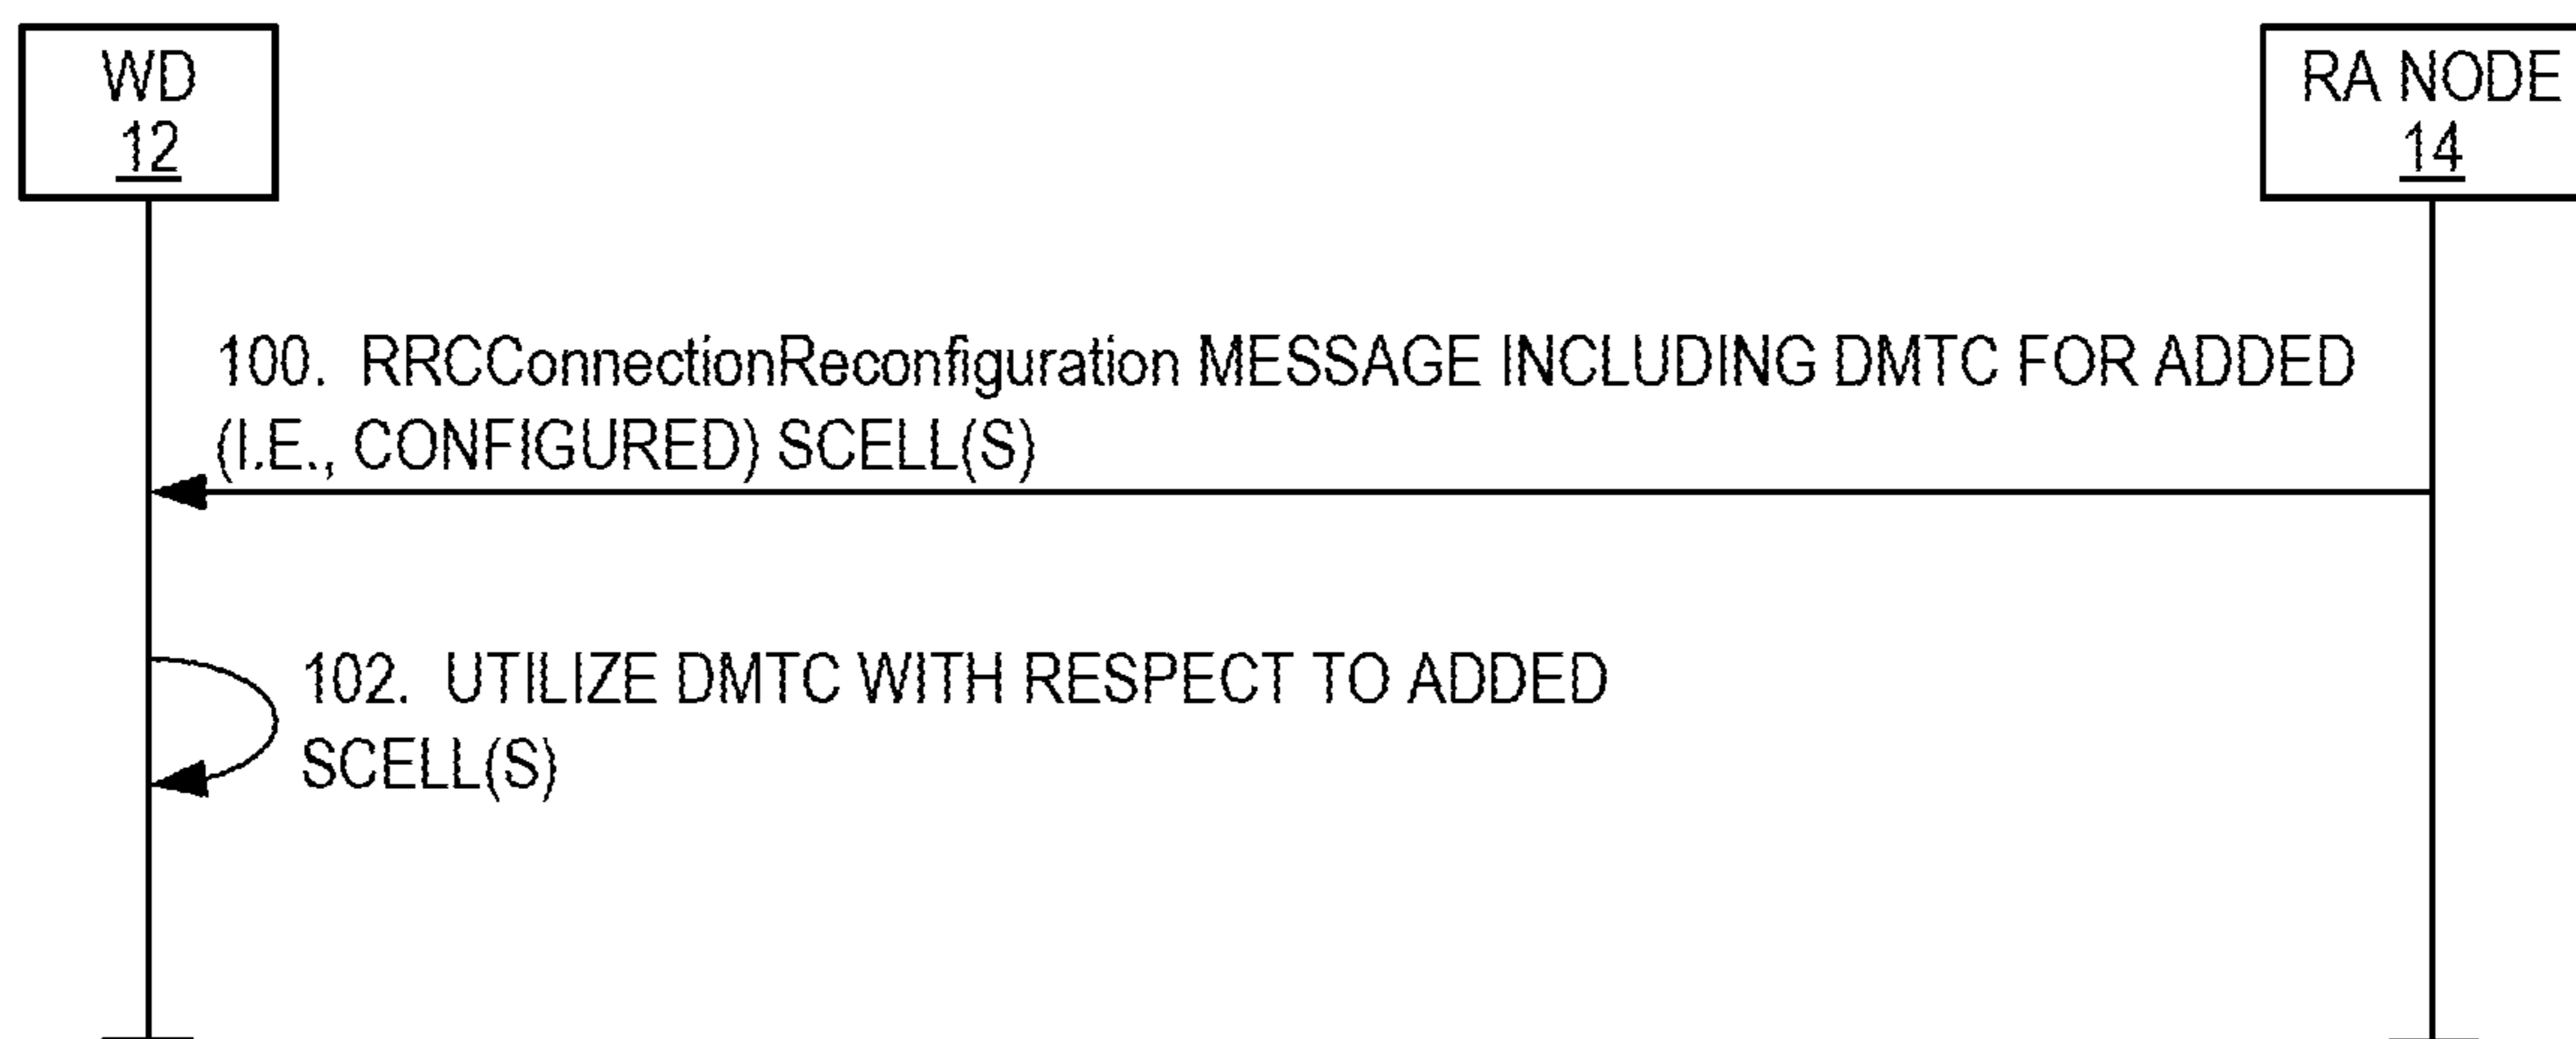 WD
12
RA NODE
14
100. RRCConnectionReconfiguration MESSAGE INCLUDING DMTC FOR ADDED
(I.E., CONFIGURED) SCELL(S)
102. UTILIZE DMTC WITH RESPECT TO ADDED
SCELL(S)